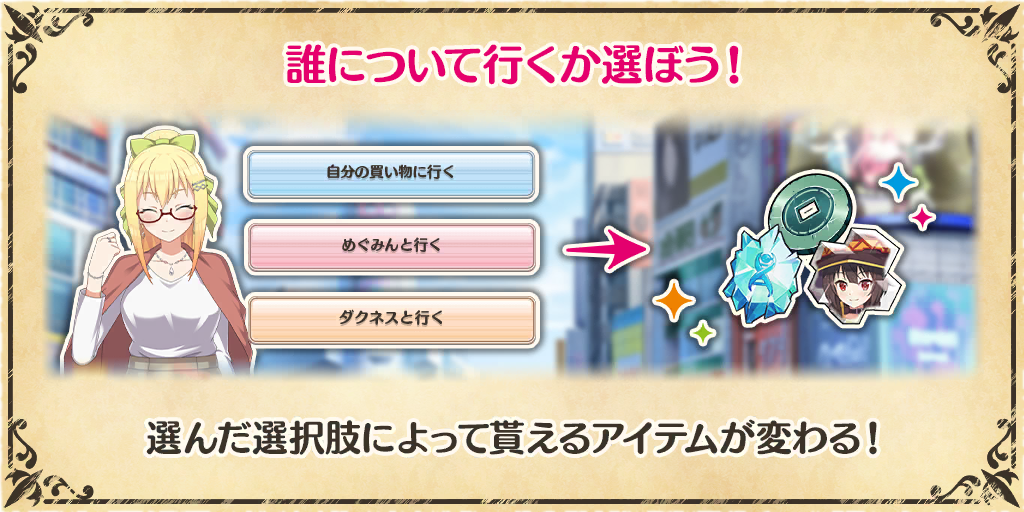 誰について行くか選ぼう！
自分の買い物に行く
めぐみんと行く
ダクネスと行く
選んだ選択肢によって貰えるアイテムが変わる！